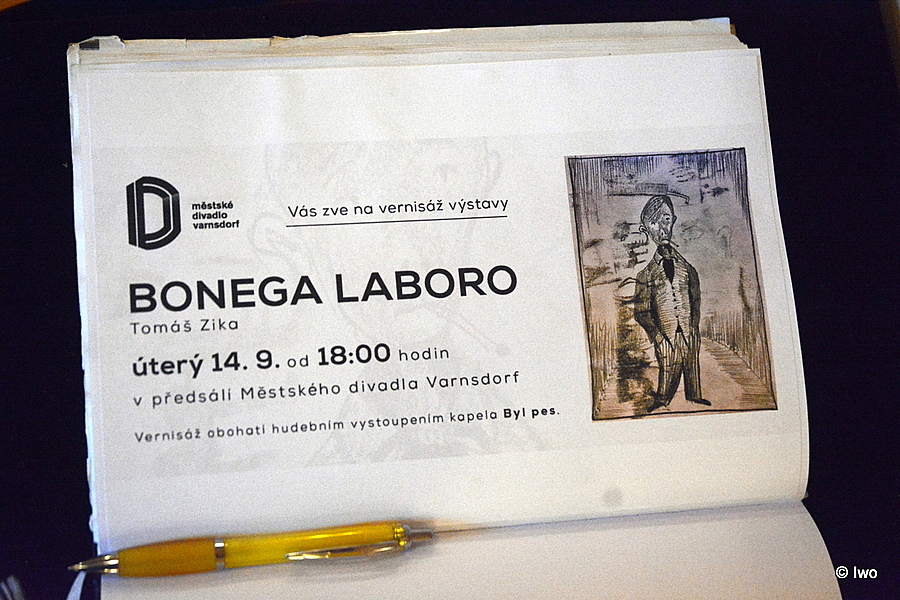 městské
divadlo
varnsdorf
Vás zve na vernisáž výstavy
BONEGA LABORO
Tomáš Zika
úterý 14. 9. od 18:00 hodin
v předsálí Městského divadla Varnsdorf
Vernisáž obohatí hudebním vystoupením kapela Byl pes.
© Iwo